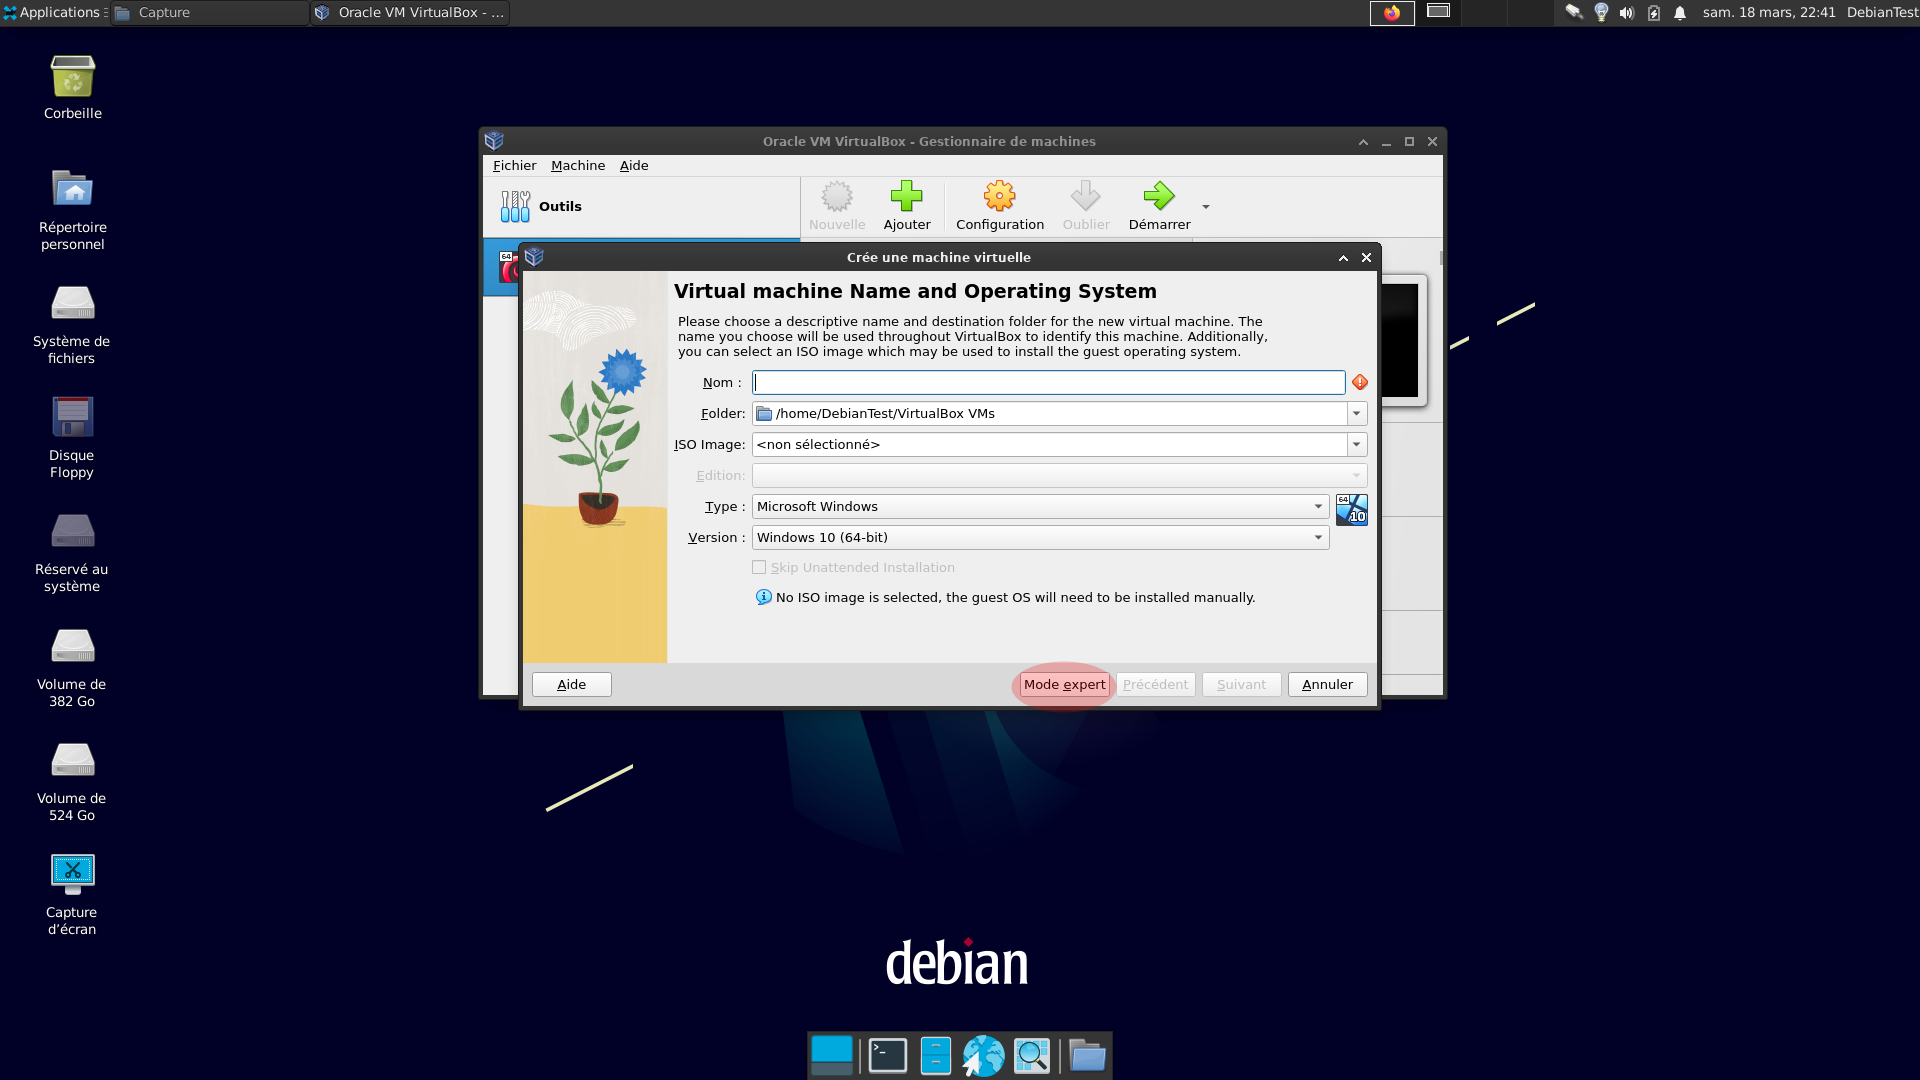 Applications
Capture
Oracle VM VirtualBox - ...
sam. 18 mars, 22:41
DebianTest
Corbeille
Répertoire
personnel
Système de
fichiers
Disque
Floppy
Réservé au
système
Volume de
382 Go
Volume de
524 Go
Capture
d'écran
Oracle VM VirtualBox - Gestionnaire de machines
Fichier Machine Aide
Outils
Nouvelle
Ajouter
Configuration
Oublier
Démarrer
64
Crée une machine virtuelle
Virtual machine Name and Operating System
Please choose a descriptive name and destination folder for the new virtual machine. The
name you choose will be used throughout VirtualBox to identify this machine. Additionally,
you can select an ISO image which may be used to install the guest operating system.
Nom :
Folder: /home/DebianTest/VirtualBox VMs
ISO Image: <non sélectionné>
Edition:
Type : Microsoft Windows
64
10
Version : Windows 10 (64-bit)
Skip Unattended Installation
No ISO image is selected, the guest OS will need to be installed manually.
Aide
Mode expert
Précédent
Suivant
Annuler
debian